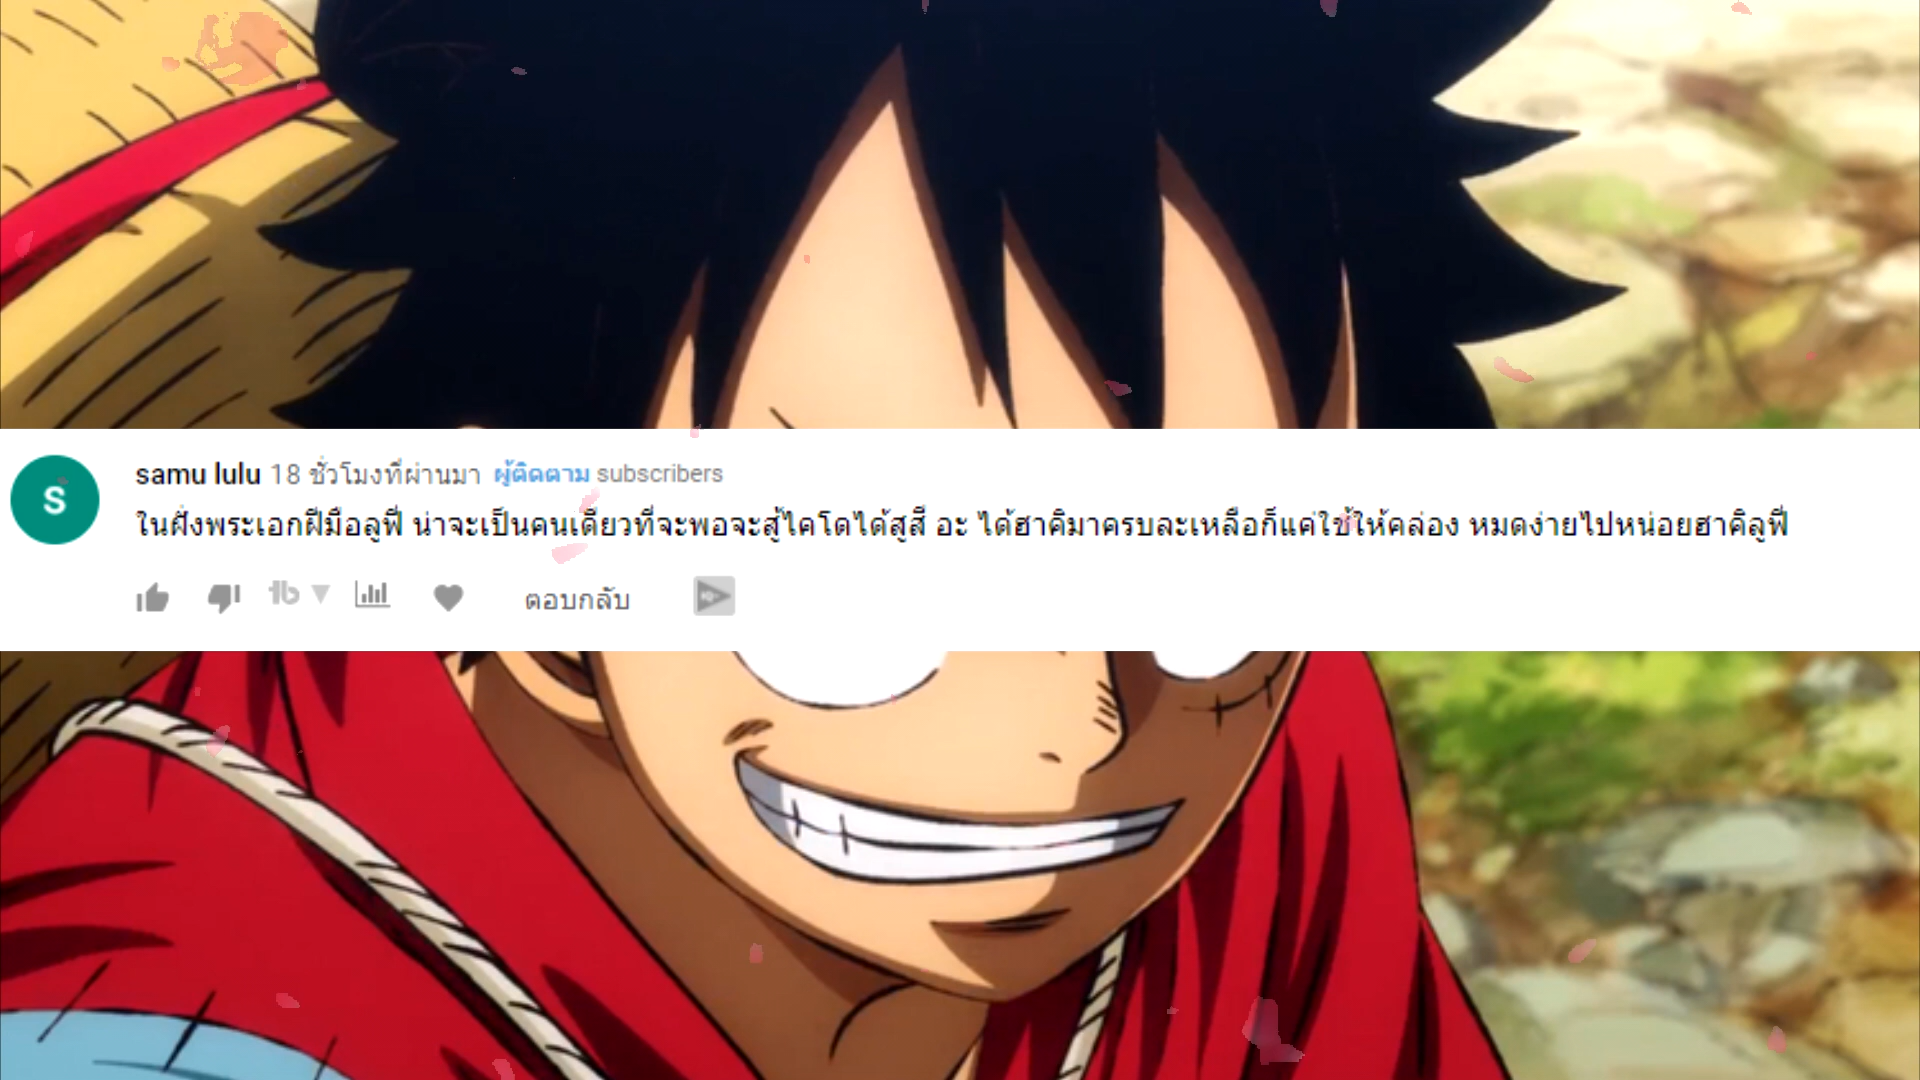 S
samu lulu 18 ชั่วโมงที่ผ่านมา ผู้ติดตาม subscribers
ในฝั่งพระเอกฝีมือลูฟี่ น่าจะเป็นคนเดียวที่จะพอจะสู้ไคโดได้สูสี อะ ได้ฮาคิมาครบละเหลือก็แค่ใช้ให้คล่อง หมดง่ายไปหน่อยฮาคิลูฟี่
ตอบกลับ